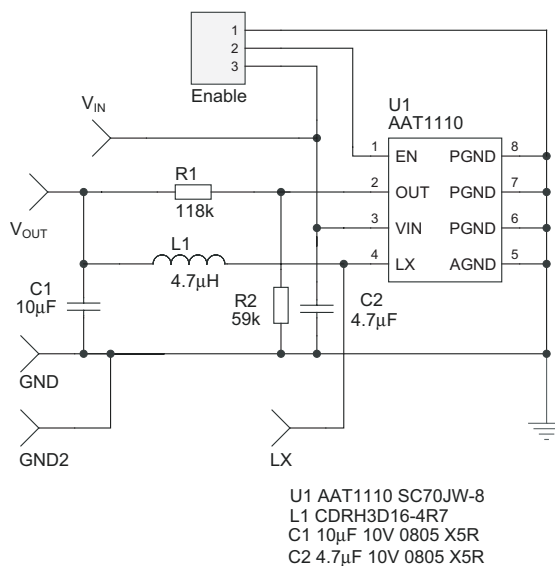 1
2
3
Enable
V_IN
U1
AAT1110
1 EN PGND 8
2 OUT PGND 7
3 VIN PGND 6
4 LX AGND 5
R1
118k
V_OUT
L1
4.7μH
C1
10μF
R2
59k
C2
4.7μF
GND
GND2
LX
U1 AAT1110 SC70JW-8
L1 CDRH3D16-4R7
C1 10μF 10V 0805 X5R
C2 4.7μF 10V 0805 X5R